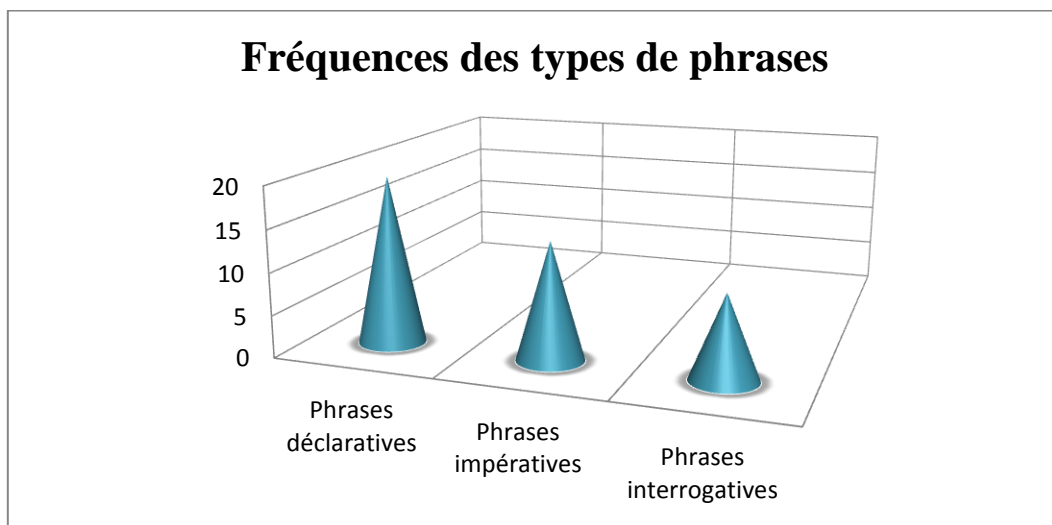 Fréquences des types de phrases
20
15
10
5
0
Phrases
déclaratives
Phrases
impératives
Phrases
interrogatives